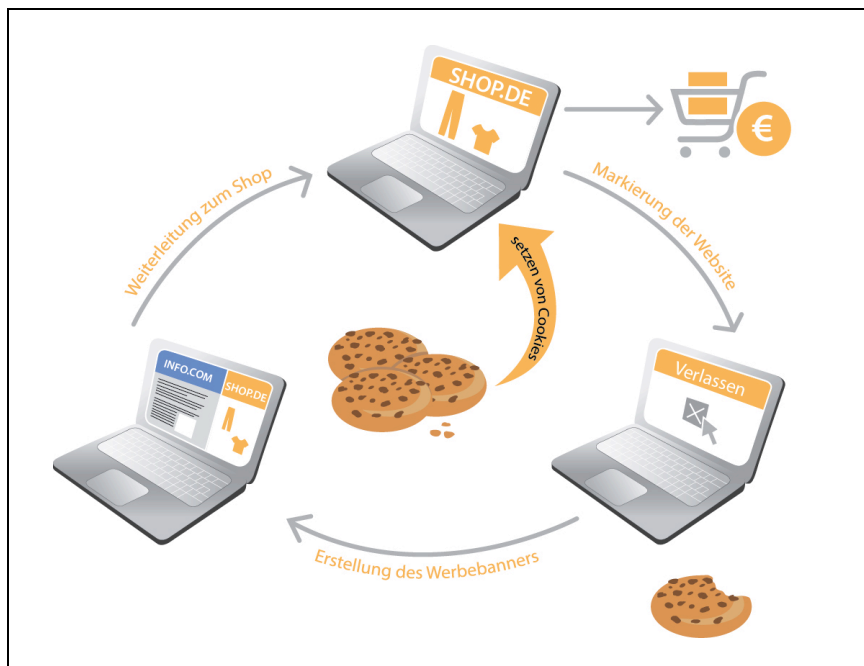 SHOP.DE
€
Weiterleitung zum Shop
Markierung der Website
setzen von Cookies
INFO.COM
SHOP.DE
Verlassen
Erstellung des Werbebanners